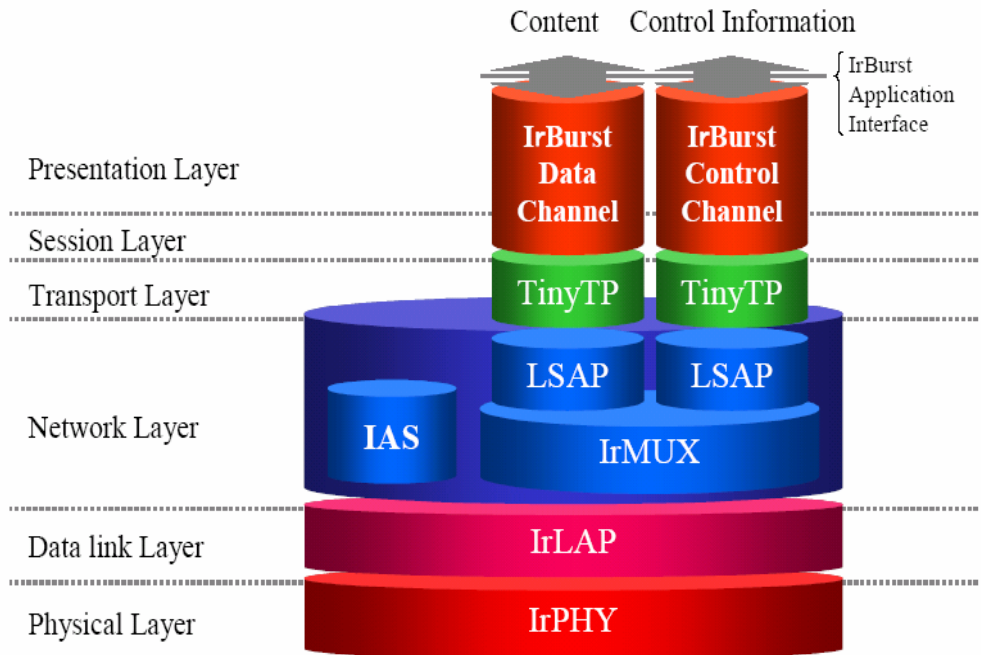 Content Control Information
IrBurst
Application
Interface
IrBurst
Data
Channel
IrBurst
Control
Channel
Presentation Layer
Session Layer
Transport Layer
TinyTP TinyTP
LSAP LSAP
Network Layer
IAS
IrMUX
Data link Layer
IrLAP
Physical Layer
IrPHY